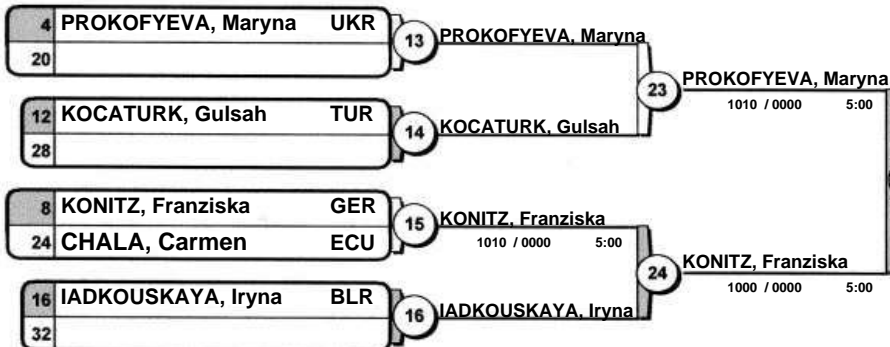 4 PROKOFYEVA, Maryna UKR
20
13 PROKOFYEVA, Maryna
12 KOCATURK, Gulsah TUR
28
14 KOCATURK, Gulsah
23 PROKOFYEVA, Maryna
1010 / 0000 5:00
8 KONITZ, Franziska GER
24 CHALA, Carmen ECU
15 KONITZ, Franziska
1010 / 0000 5:00
16 IADKOUSKAYA, Iryna BLR
32
16 IADKOUSKAYA, Iryna
24 KONITZ, Franziska
1000 / 0000 5:00